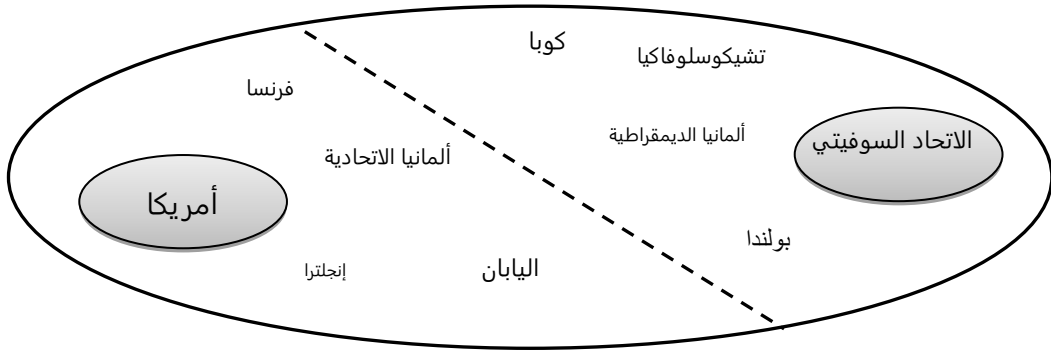 كوبا
تشيكوسلوفاكيا
فرنسا
ألمانيا الديمقراطية
الاتحاد السوفيتي
ألمانيا الاتحادية
أمريكا
بولندا
اليابان
إنجلترا